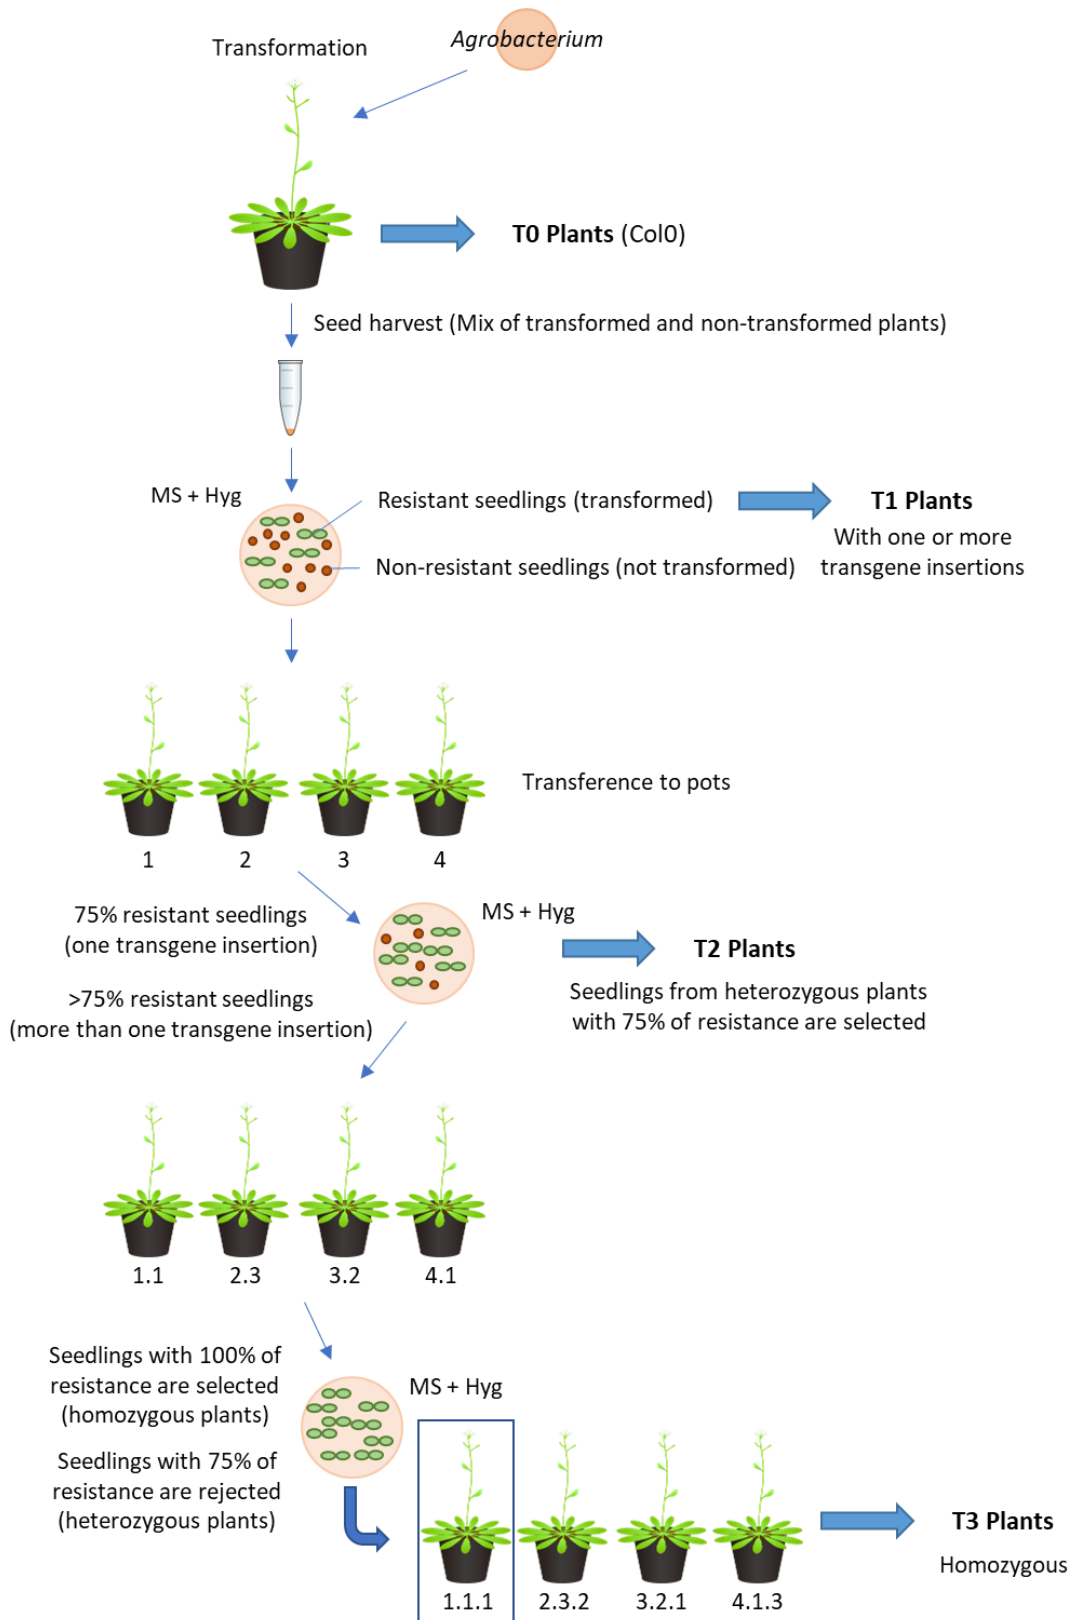 Transformation
Agrobacterium
T0 Plants (Col0)
Seed harvest (Mix of transformed and non-transformed plants)
MS + Hyg
Resistant seedlings (transformed)
Non-resistant seedlings (not transformed)
T1 Plants
With one or more
transgene insertions
Transference to pots
1
2
3
4
75% resistant seedlings
(one transgene insertion)
>75% resistant seedlings
(more than one transgene insertion)
MS + Hyg
T2 Plants
Seedlings from heterozygous plants
with 75% of resistance are selected
1.1
2.3
3.2
4.1
Seedlings with 100% of
resistance are selected
(homozygous plants)
Seedlings with 75% of
resistance are rejected
(heterozygous plants)
MS + Hyg
1.1.1
2.3.2
3.2.1
4.1.3
T3 Plants
Homozygous